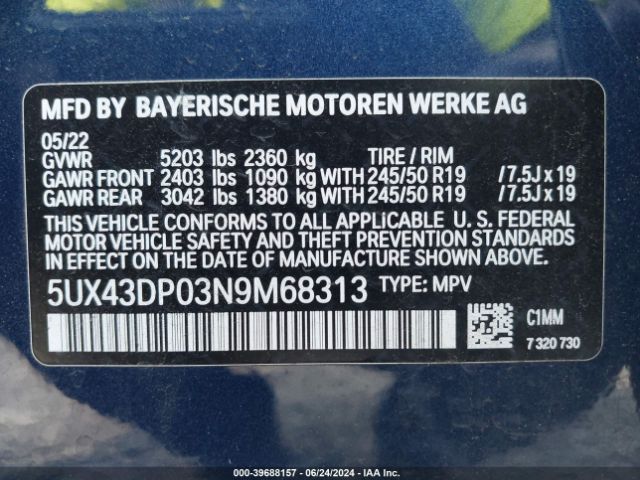 MFD BY BAYERISCHE MOTOREN WERKE AG
05/22
GVWR 5203 lbs 2360 kg TIRE / RIM
GAWR FRONT 2403 lbs 1090 kg WITH 245/50 R19 /7.5J x 19
GAWR REAR 3042 lbs 1380 kg WITH 245/50 R19 /7.5J x 19
THIS VEHICLE CONFORMS TO ALL APPLICABLE U. S. FEDERAL
MOTOR VEHICLE SAFETY AND THEFT PREVENTION STANDARDS
IN EFFECT ON THE DATE OF MANUFACTURE SHOWN ABOVE.
5UX43DP03N9M68313 TYPE: MPV
C1MM
7 320 730
© - 39688157 - 06/24/2024 - IAA Inc.